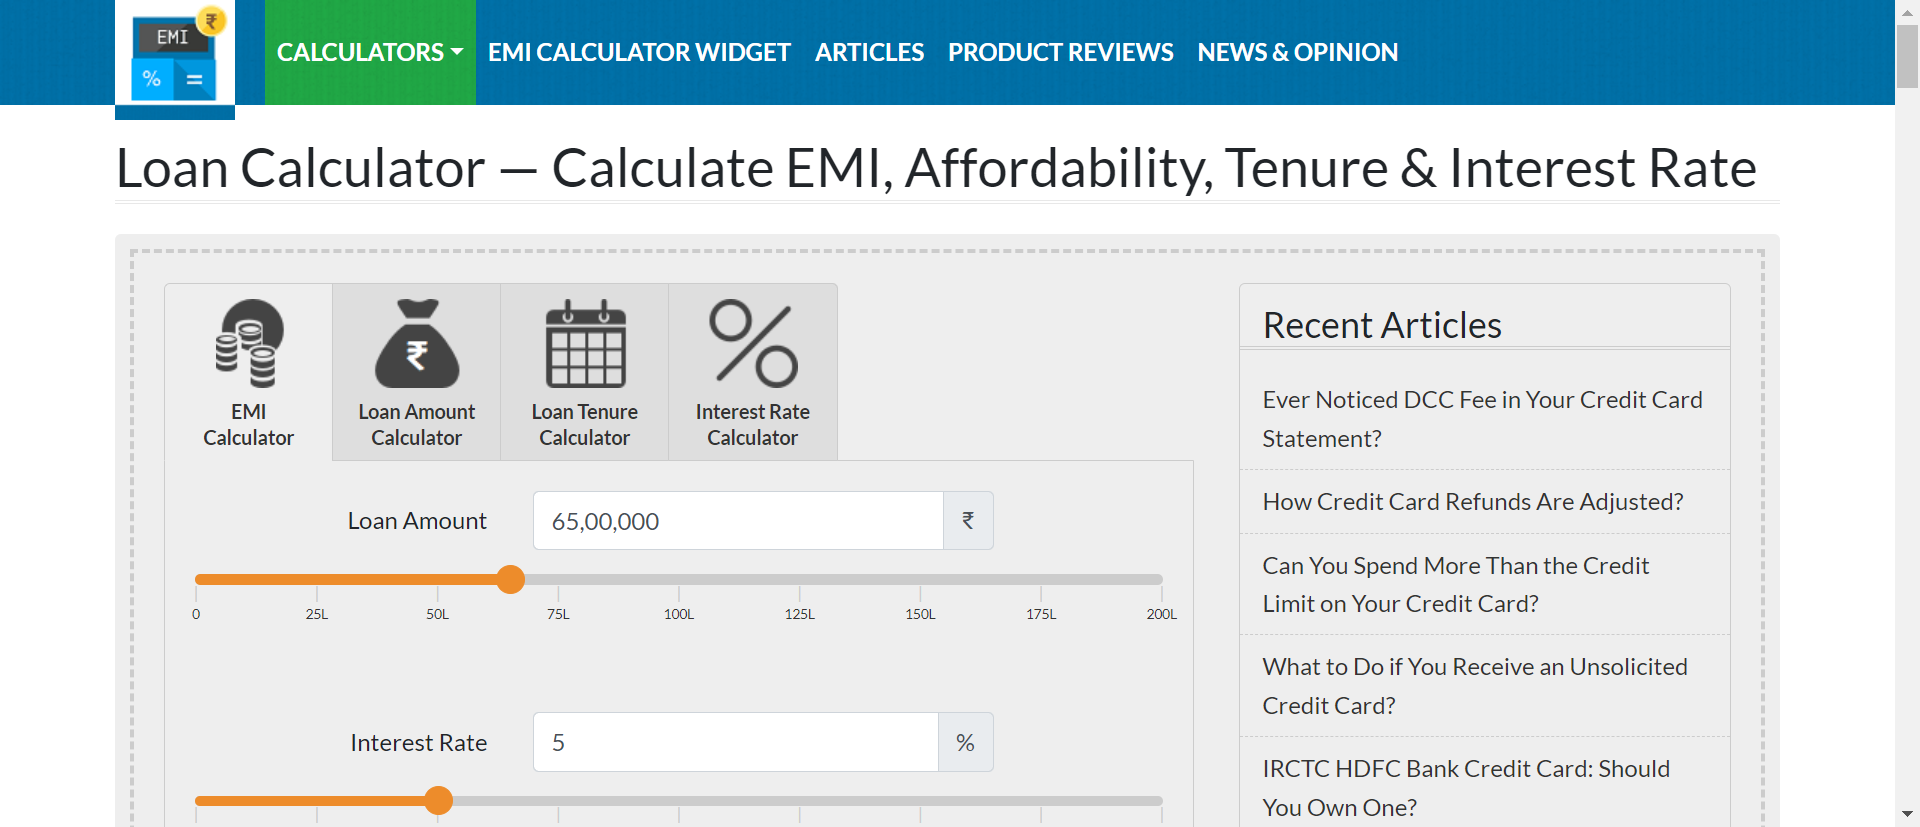 EMI
₹
%
=
CALCULATORS EMI CALCULATOR WIDGET ARTICLES PRODUCT REVIEWS NEWS & OPINION
Loan Calculator — Calculate EMI, Affordability, Tenure & Interest Rate
₹
EMI
Calculator
Loan Amount
Calculator
Loan Tenure
Calculator
Interest Rate
Calculator
Loan Amount 65,00,000 ₹
0 25L 50L 75L 100L 125L 150L 175L 200L
Interest Rate 5 %
Recent Articles
Ever Noticed DCC Fee in Your Credit Card
Statement?
How Credit Card Refunds Are Adjusted?
Can You Spend More Than the Credit
Limit on Your Credit Card?
What to Do if You Receive an Unsolicited
Credit Card?
IRCTC HDFC Bank Credit Card: Should
You Own One?